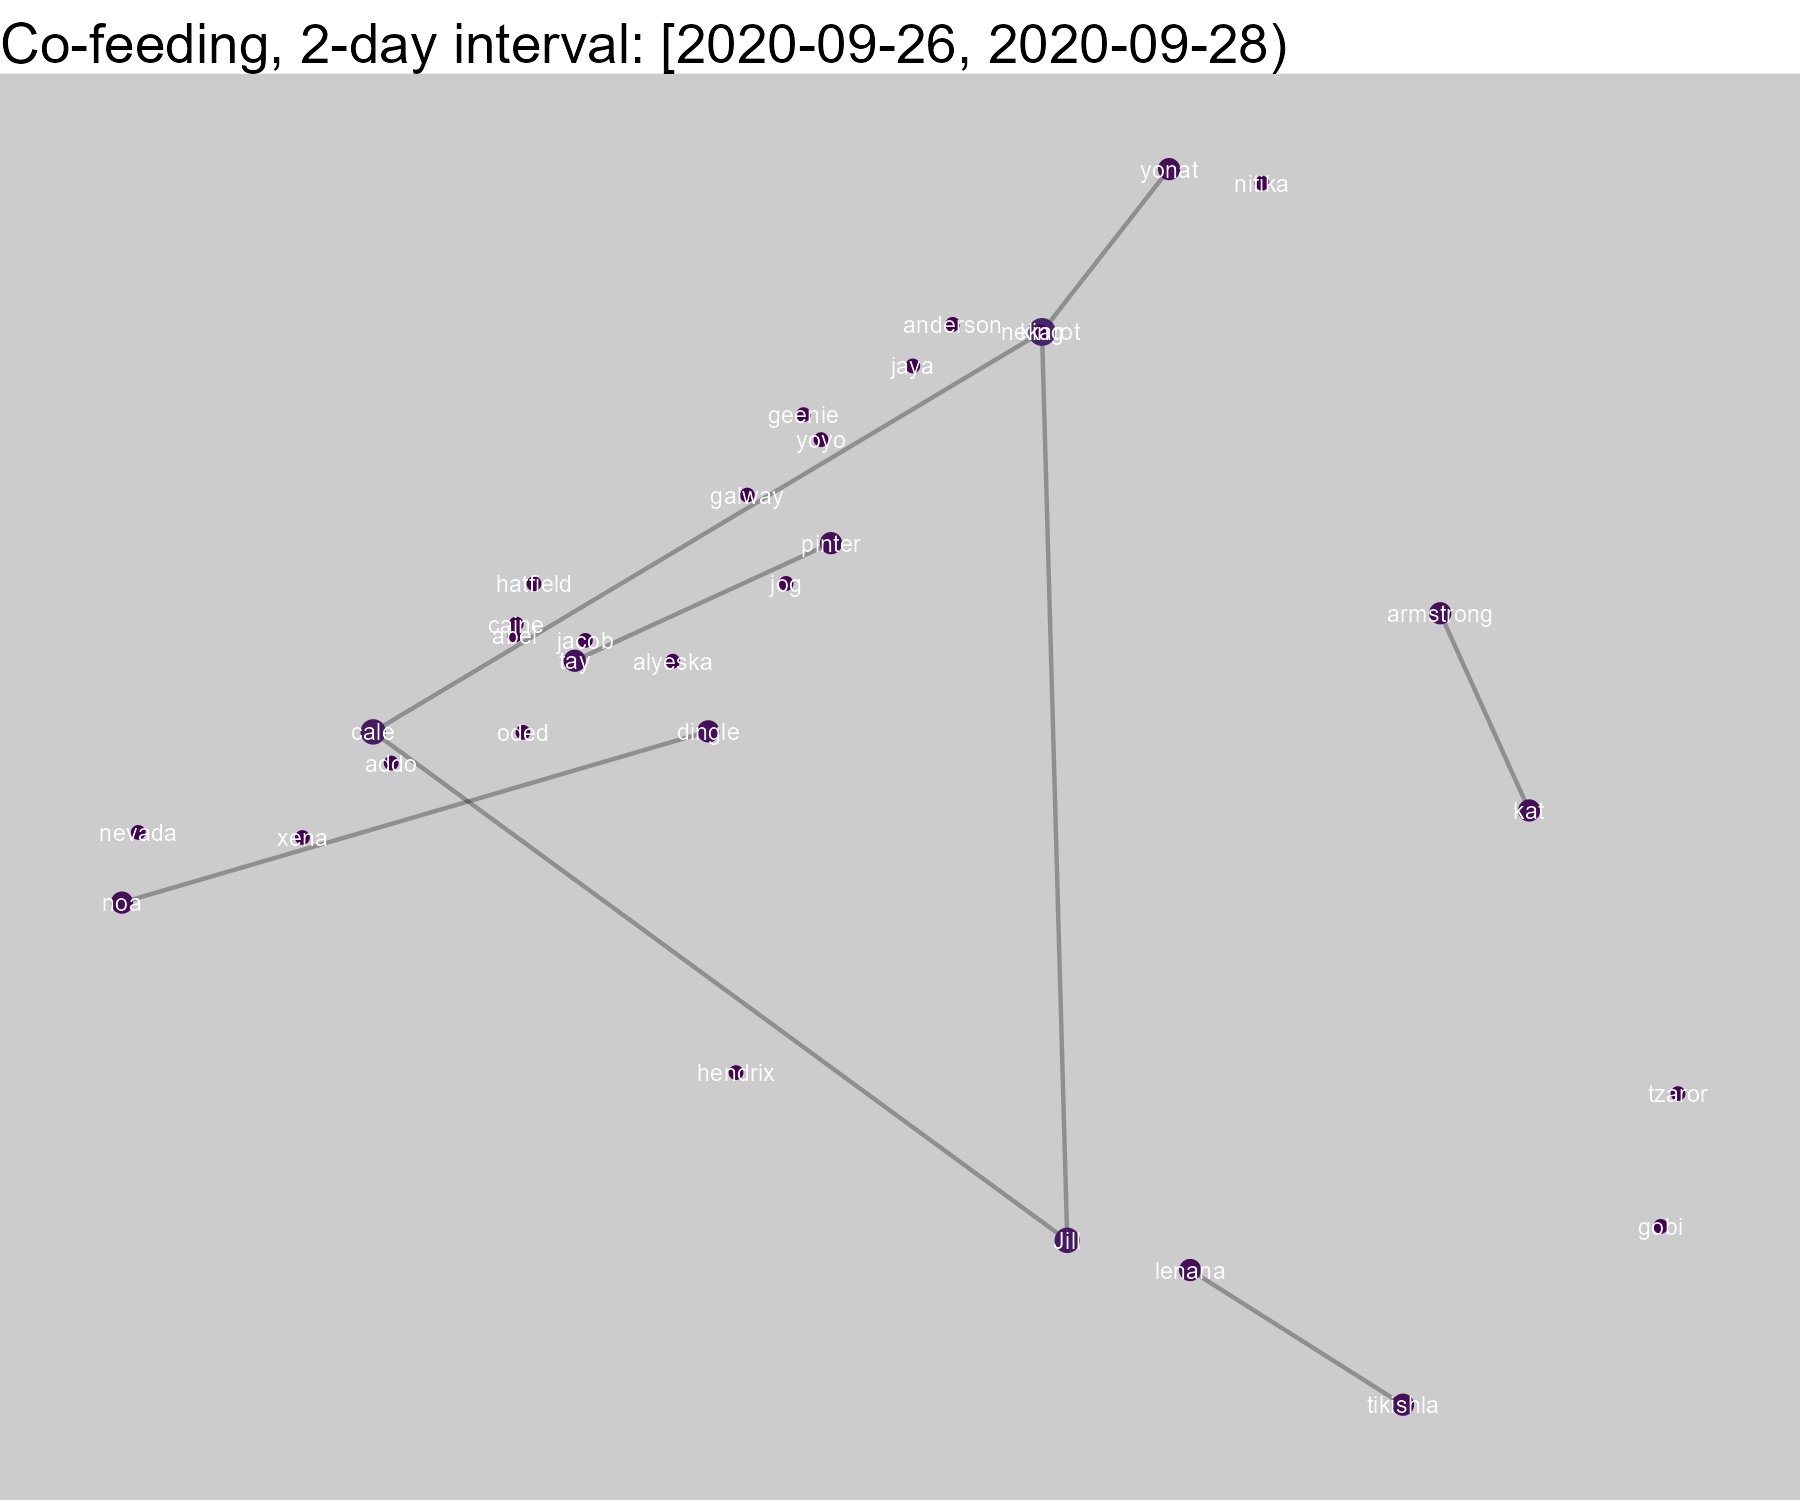 Co-feeding, 2-day interval: [2020-09-26, 2020-09-28)
yonat
nitika
anderson
jaya
geenie
yoyo
galway
pinter
jog
hatfield
caine
abel
jacob
tay
alyeska
armstrong
cale
oded
dingle
addo
kat
nevada
xena
noa
hendrix
tzaror
gobi
Jill
lenana
tikishla